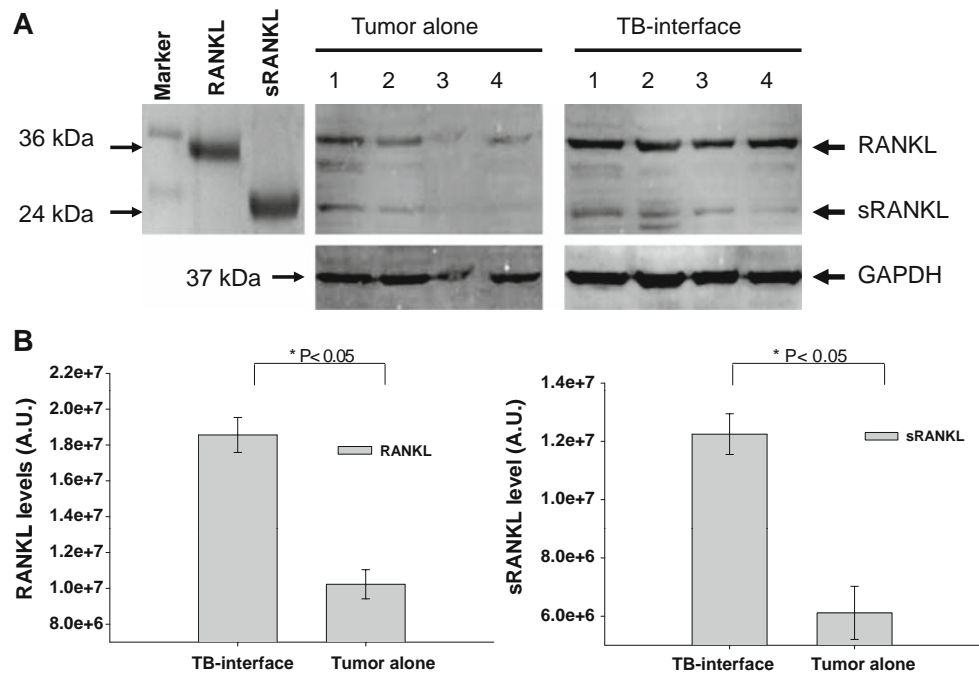 A
Marker
RANKL
sRANKL
Tumor alone
TB-interface
1 2 3 4
1 2 3 4
36 kDa
RANKL
24 kDa
sRANKL
37 kDa
GAPDH
B
* P< 0.05
2.2e+7
2.0e+7
1.8e+7
1.6e+7
1.4e+7
1.2e+7
1.0e+7
8.0e+6
RANKL levels (A.U.)
RANKL
TB-interface Tumor alone
* P< 0.05
1.4e+7
1.2e+7
1.0e+7
8.0e+6
6.0e+6
sRANKL level (A.U.)
sRANKL
TB-interface Tumor alone